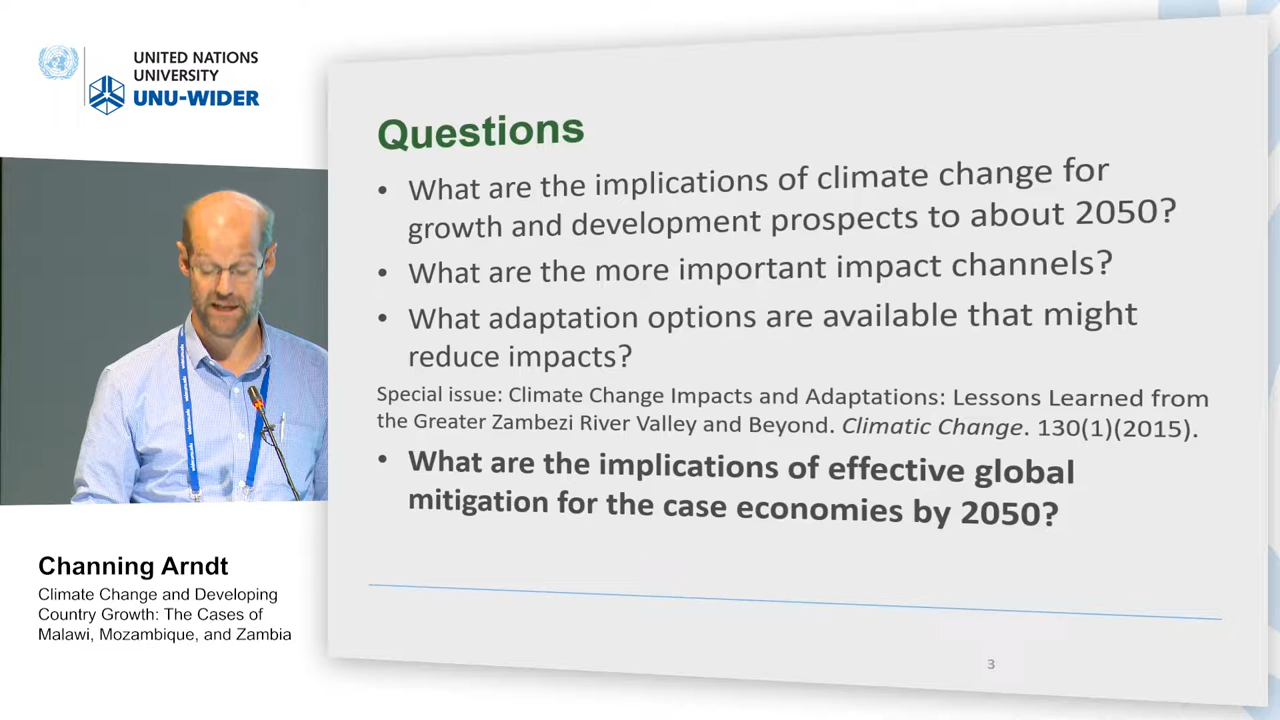 UNITED NATIONS
UNIVERSITY
UNU-WIDER
Questions
• What are the implications of climate change for
growth and development prospects to about 2050?
• What are the more important impact channels?
• What adaptation options are available that might
reduce impacts?
Special issue: Climate Change Impacts and Adaptations: Lessons Learned from
the Greater Zambezi River Valley and Beyond. Climatic Change. 130(1)(2015).
• What are the implications of effective global
mitigation for the case economies by 2050?
3
Channing Arndt
Climate Change and Developing
Country Growth: The Cases of
Malawi, Mozambique, and Zambia